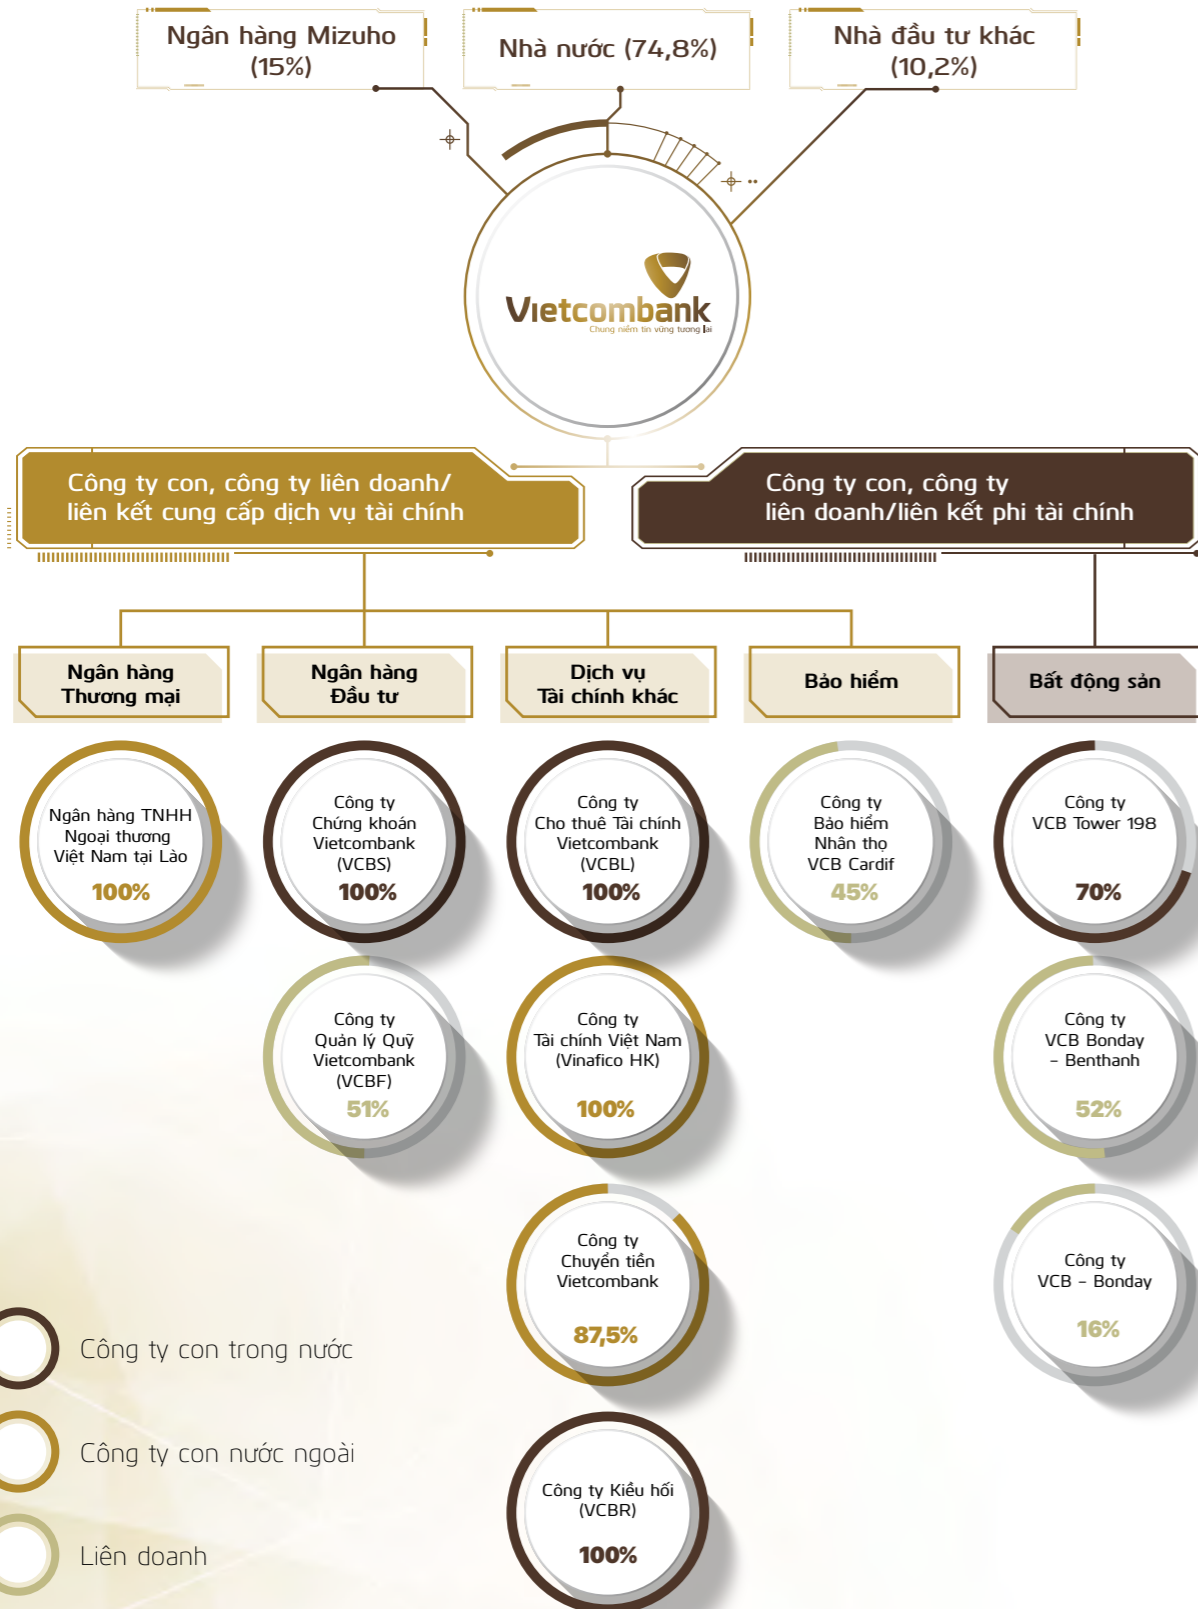 Ngân hàng Mizuho
(15%)
Nhà nước (74,8%)
Nhà đầu tư khác
(10,2%)
Vietcombank
Chung niềm tin vững tương lai
Công ty con, công ty liên doanh/
liên kết cung cấp dịch vụ tài chính
Công ty con, công ty
liên doanh/liên kết phi tài chính
Ngân hàng
Thương mại
Ngân hàng
Đầu tư
Dịch vụ
Tài chính khác
Bảo hiểm
Bất động sản
Ngân hàng TNHH
Ngoại thương
Việt Nam tại Lào
100%
Công ty
Chứng khoán
Vietcombank
(VCBS)
100%
Công ty
Cho thuê Tài chính
Vietcombank
(VCBL)
100%
Công ty
Bảo hiểm
Nhân thọ
VCB Cardif
45%
Công ty
VCB Tower 198
70%
Công ty
Quản lý Quỹ
Vietcombank
(VCBF)
51%
Công ty
Tài chính Việt Nam
(Vinafico HK)
100%
Công ty
VCB Bonday
– Benthanh
52%
Công ty
Chuyển tiền
Vietcombank
87,5%
Công ty
VCB – Bonday
16%
Công ty Kiều hối
(VCBR)
100%
Công ty con trong nước
Công ty con nước ngoài
Liên doanh